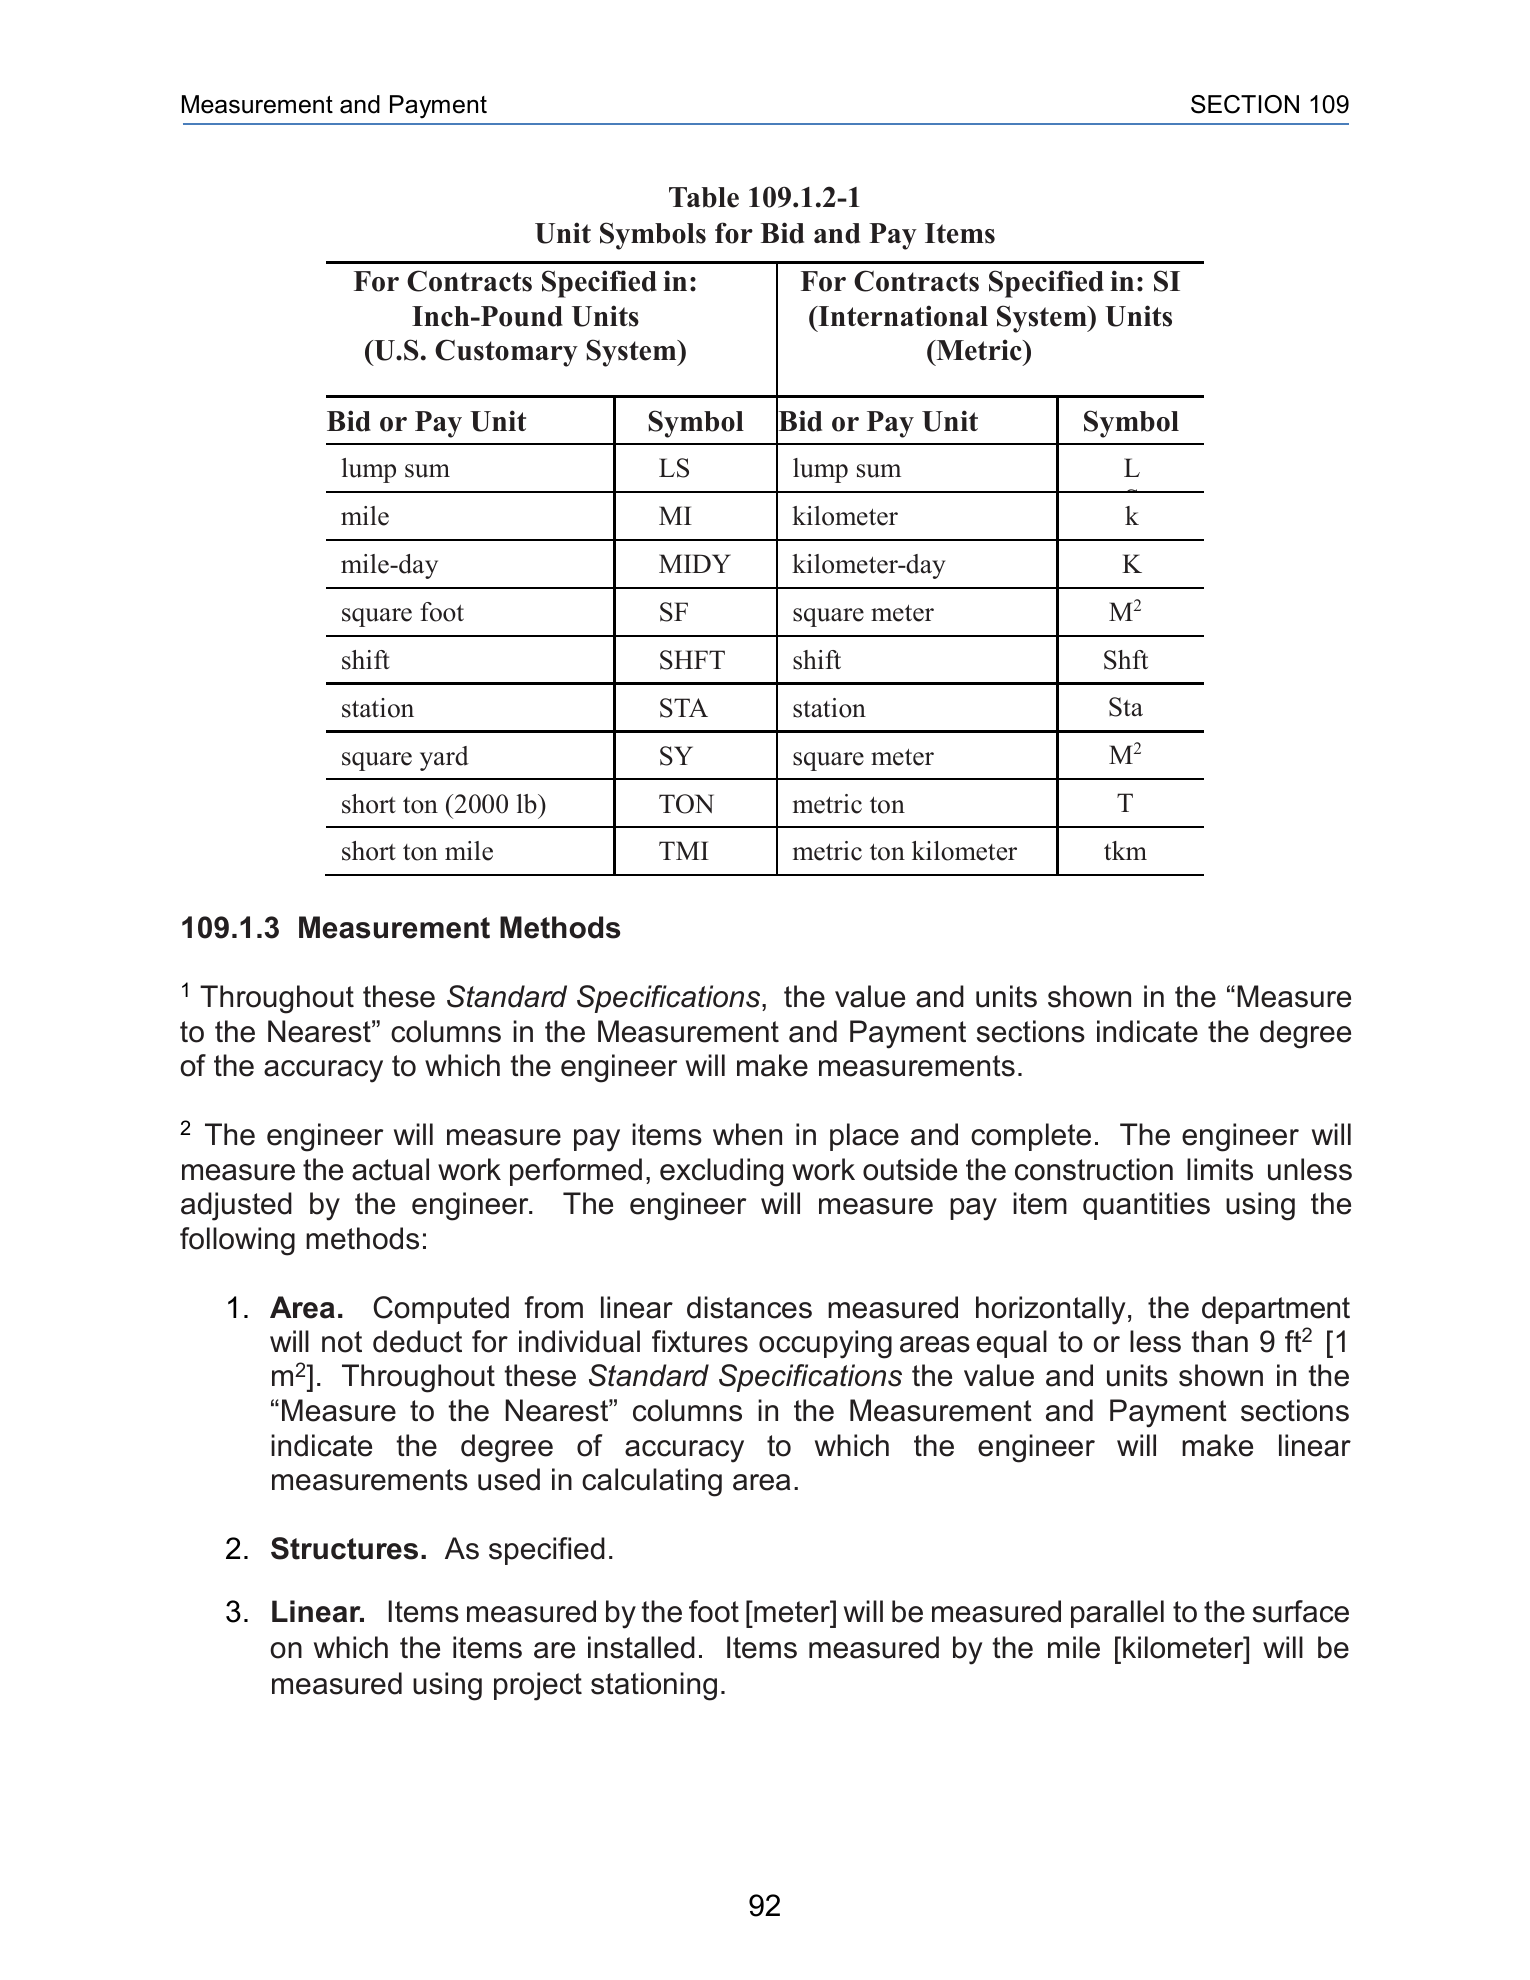 Measurement and Payment SECTION 109
Table 109.1.2-1
Unit Symbols for Bid and Pay Items
For Contracts Specified in: For Contracts Specified in: SI
Inch-Pound Units (International System) Units
(U.S. Customary System) (Metric)
Bid or Pay Unit Symbol Bid or Pay Unit Symbol
lump sum LS lump sum L
mile MI kilometer k
mile-day MIDY kilometer-day K
square foot SF square meter M²
shift SHFT shift Shft
station STA station Sta
square yard SY square meter M²
short ton (2000 lb) TON metric ton T
short ton mile TMI metric ton kilometer tkm
109.1.3 Measurement Methods
¹ Throughout these Standard Specifications, the value and units shown in the “Measure
to the Nearest” columns in the Measurement and Payment sections indicate the degree
of the accuracy to which the engineer will make measurements.
² The engineer will measure pay items when in place and complete. The engineer will
measure the actual work performed, excluding work outside the construction limits unless
adjusted by the engineer. The engineer will measure pay item quantities using the
following methods:
1. Area. Computed from linear distances measured horizontally, the department
will not deduct for individual fixtures occupying areas equal to or less than 9 ft² [1
m²]. Throughout these Standard Specifications the value and units shown in the
“Measure to the Nearest” columns in the Measurement and Payment sections
indicate the degree of accuracy to which the engineer will make linear
measurements used in calculating area.
2. Structures. As specified.
3. Linear. Items measured by the foot [meter] will be measured parallel to the surface
on which the items are installed. Items measured by the mile [kilometer] will be
measured using project stationing.
92